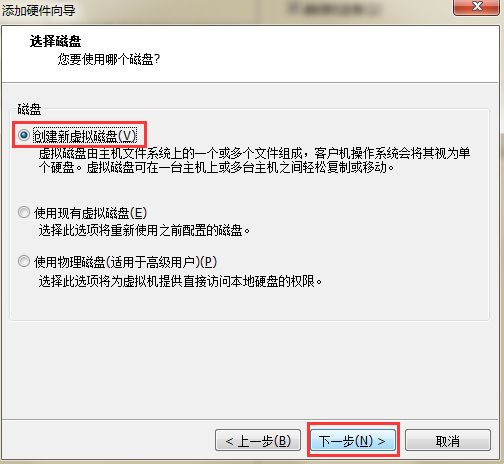 添加硬件向导
选择磁盘
您要使用哪个磁盘?
磁盘
创建新虚拟磁盘(V)
虚拟磁盘由主机文件系统上的一个或多个文件组成，客户机操作系统会将其视为单
个硬盘。虚拟磁盘可在一台主机上或多台主机之间轻松复制或移动。
使用现有虚拟磁盘(E)
选择此选项将重新使用之前配置的磁盘。
使用物理磁盘(适用于高级用户)(P)
选择此选项将为虚拟机提供直接访问本地硬盘的权限。
< 上一步(B)
下一步(N) >
取消